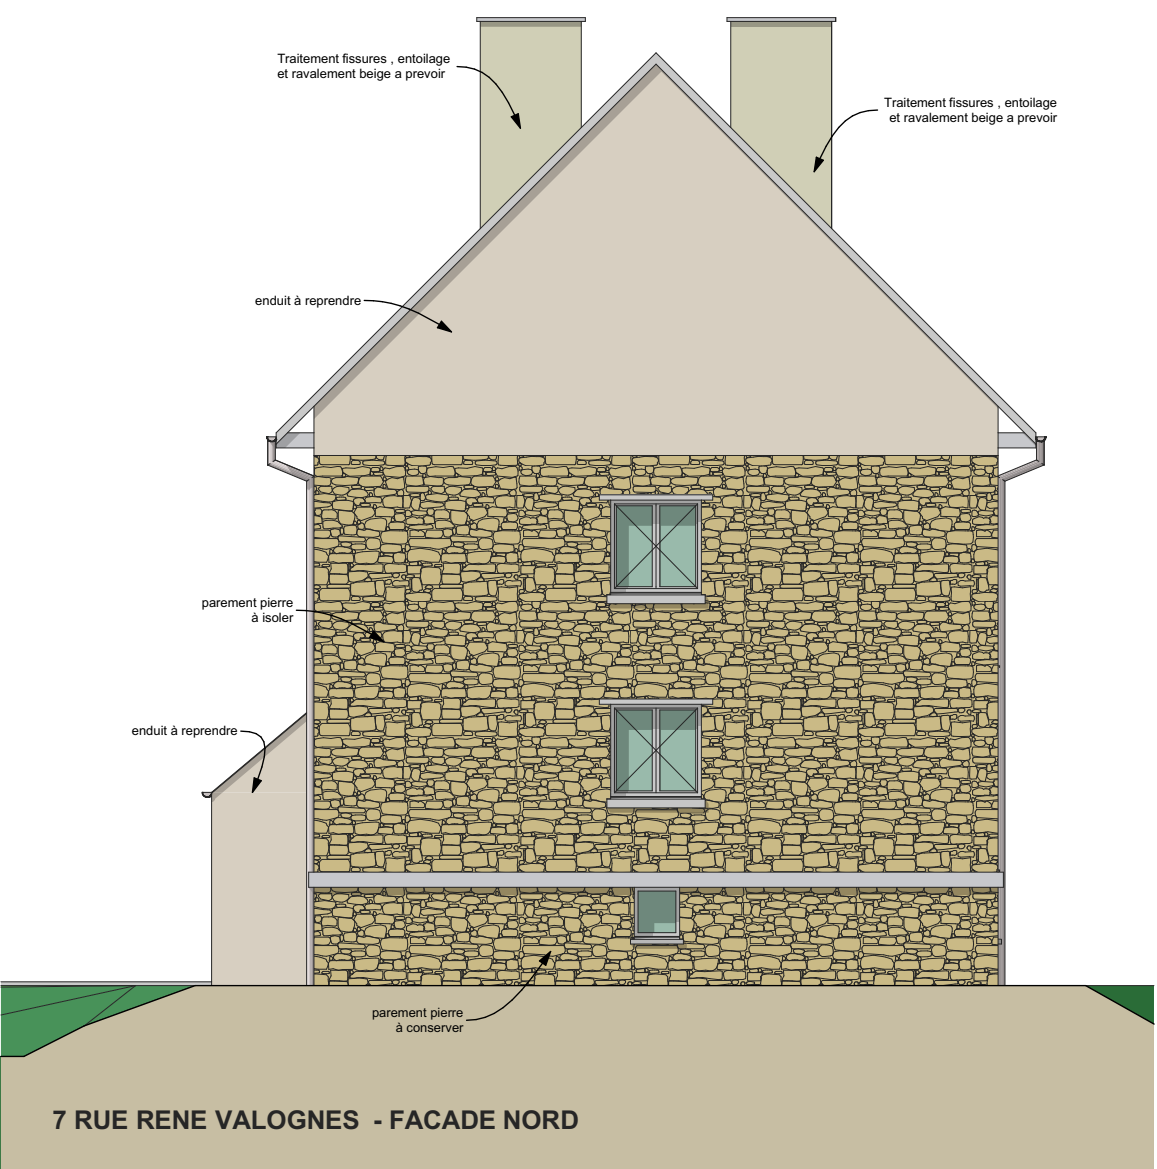 Traitement fissures , entoilage
et ravalement beige a prevoir
Traitement fissures , entoilage
et ravalement beige a prevoir
enduit à reprendre
parement pierre
à isoler
enduit à reprendre
parement pierre
à conserver
7 RUE RENE VALOGNES - FACADE NORD